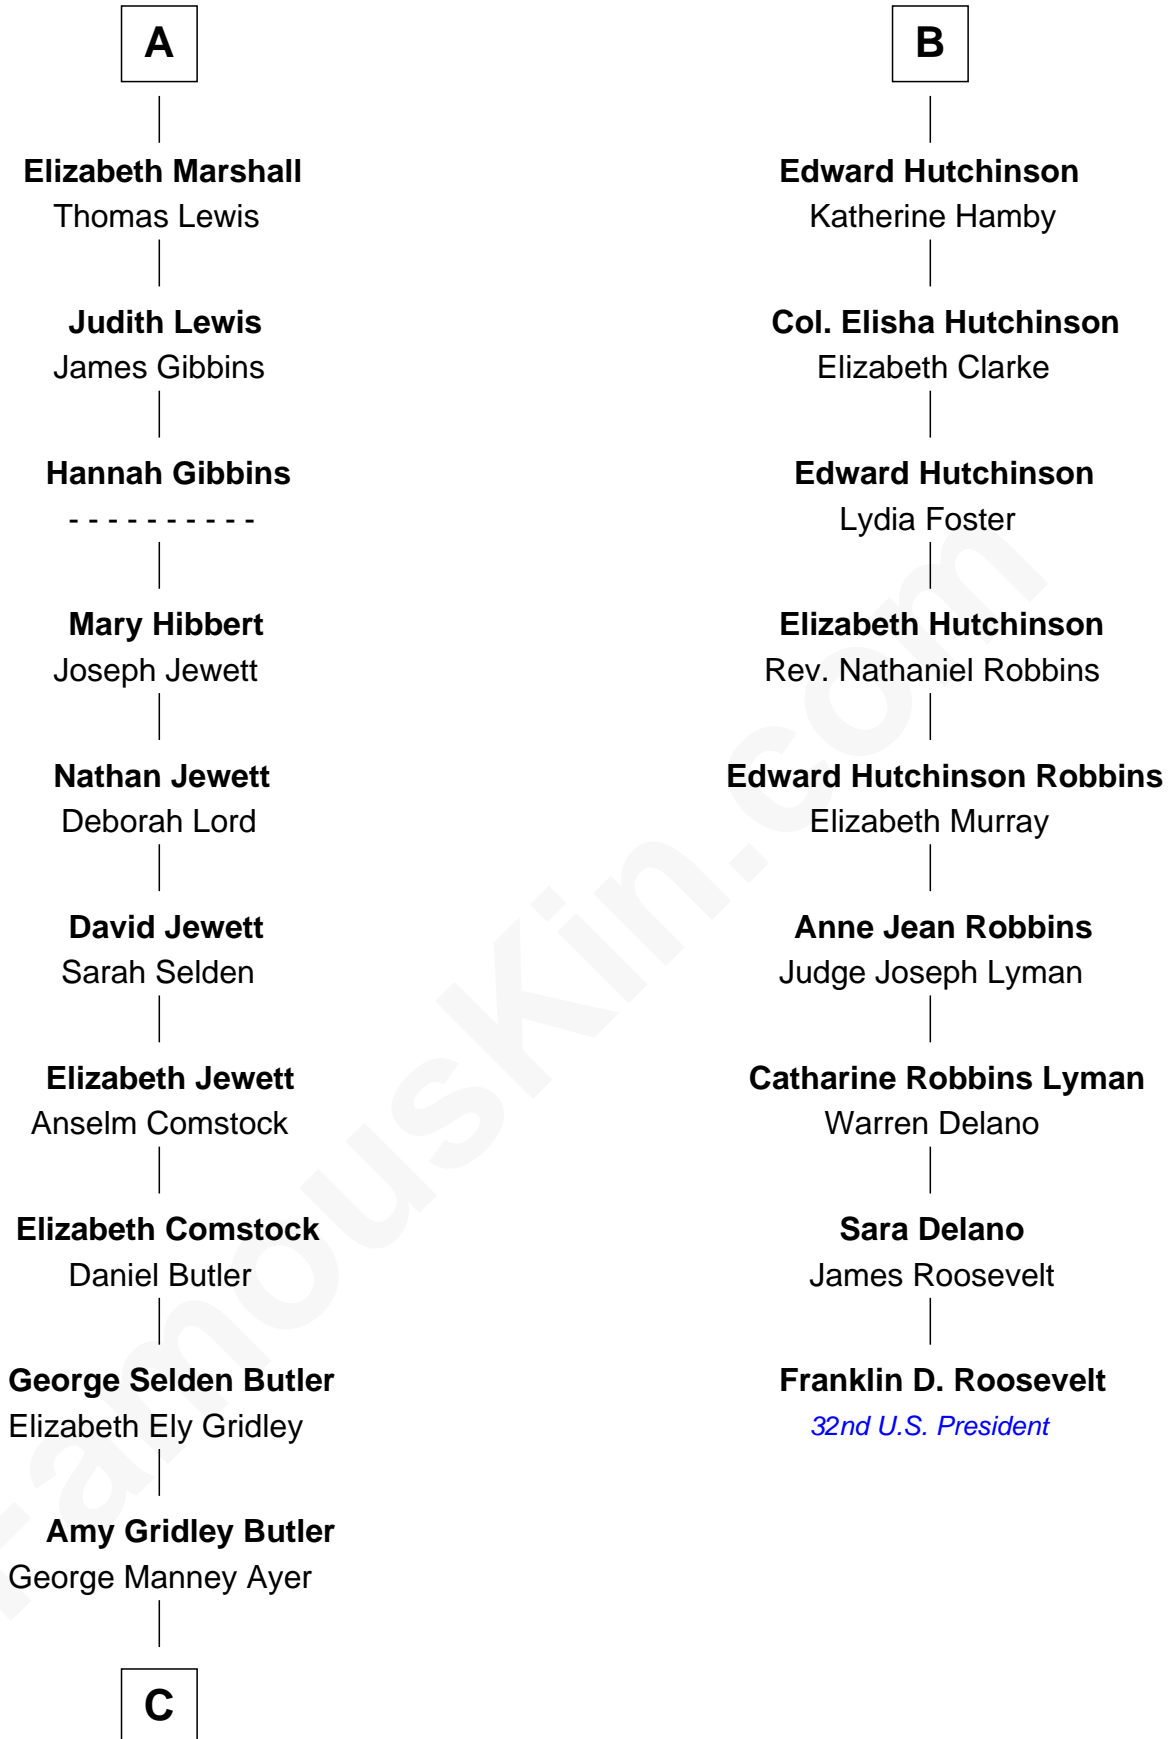 A
Elizabeth Marshall
Thomas Lewis
Judith Lewis
James Gibbins
Hannah Gibbins
- - - - - - - - - -
Mary Hibbert
Joseph Jewett
Nathan Jewett
Deborah Lord
David Jewett
Sarah Selden
Elizabeth Jewett
Anselm Comstock
Elizabeth Comstock
Daniel Butler
George Selden Butler
Elizabeth Ely Gridley
Amy Gridley Butler
George Manney Ayer
C
B
Edward Hutchinson
Katherine Hamby
Col. Elisha Hutchinson
Elizabeth Clarke
Edward Hutchinson
Lydia Foster
Elizabeth Hutchinson
Rev. Nathaniel Robbins
Edward Hutchinson Robbins
Elizabeth Murray
Anne Jean Robbins
Judge Joseph Lyman
Catharine Robbins Lyman
Warren Delano
Sara Delano
James Roosevelt
Franklin D. Roosevelt
32nd U.S. President
FamousKin.com